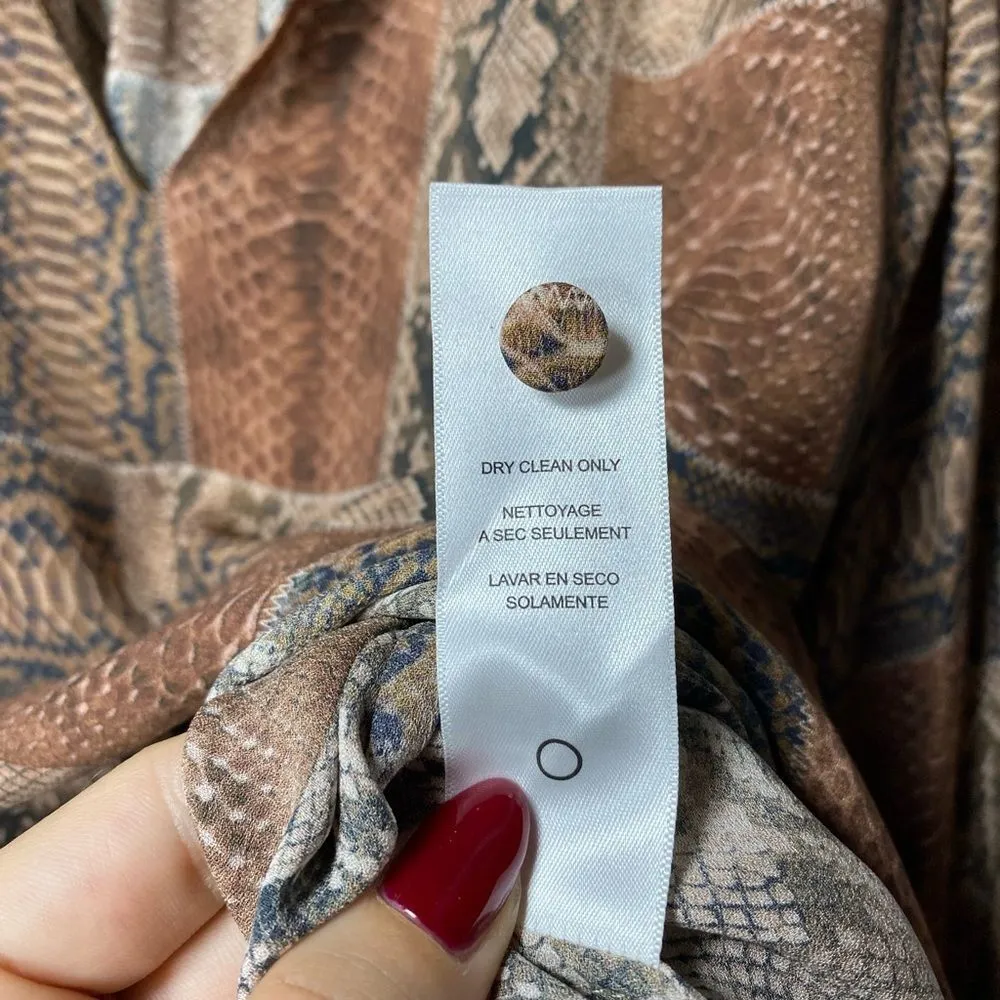 DRY CLEAN ONLY
NETTOYAGE
A SEC SEULEMENT
LAVAR EN SECO
SOLAMENTE